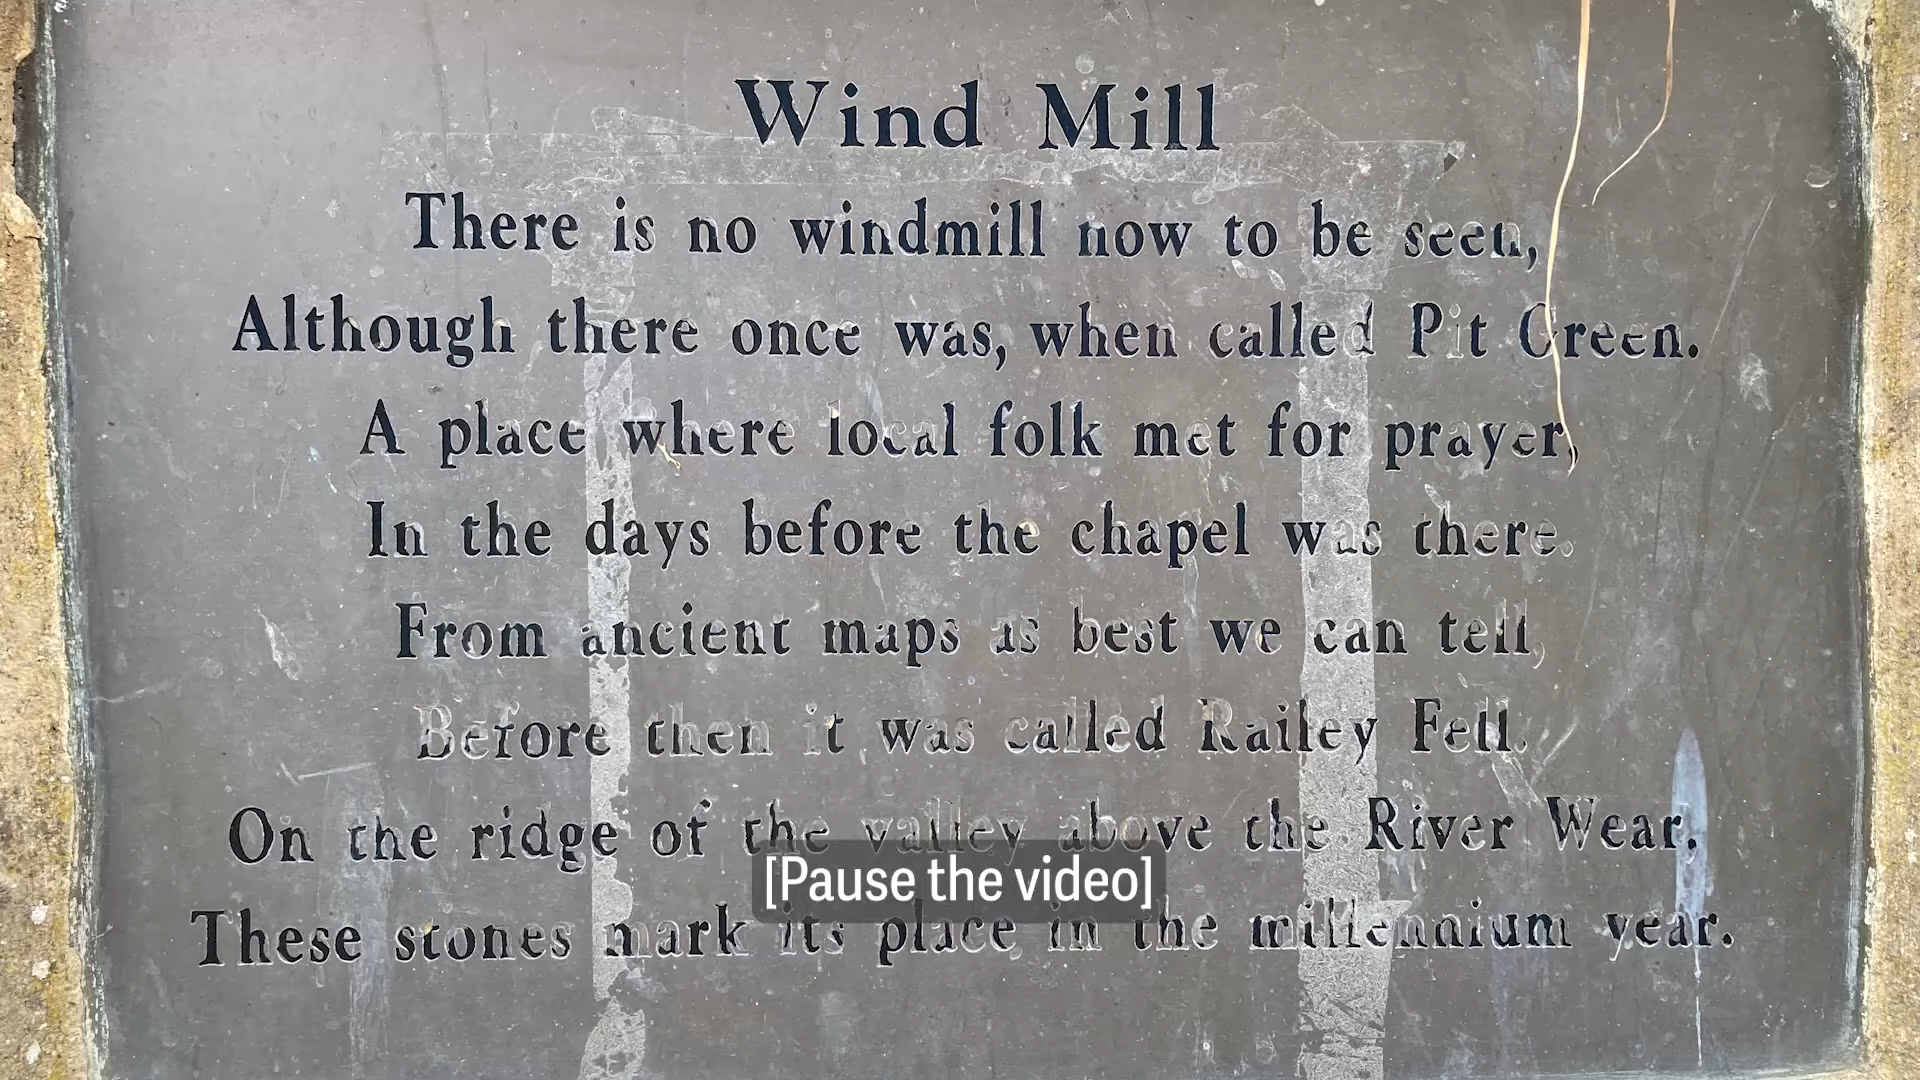 Wind Mill
There is no windmill now to be seen,
Although there once was, when called Pit Green.
A place where local folk met for prayer,
In the days before the chapel was there.
From ancient maps as best we can tell,
Before then it was called Railey Fell.
On the ridge of the valley above the River Wear,
[Pause the video]
These stones mark its place in the millennium year.